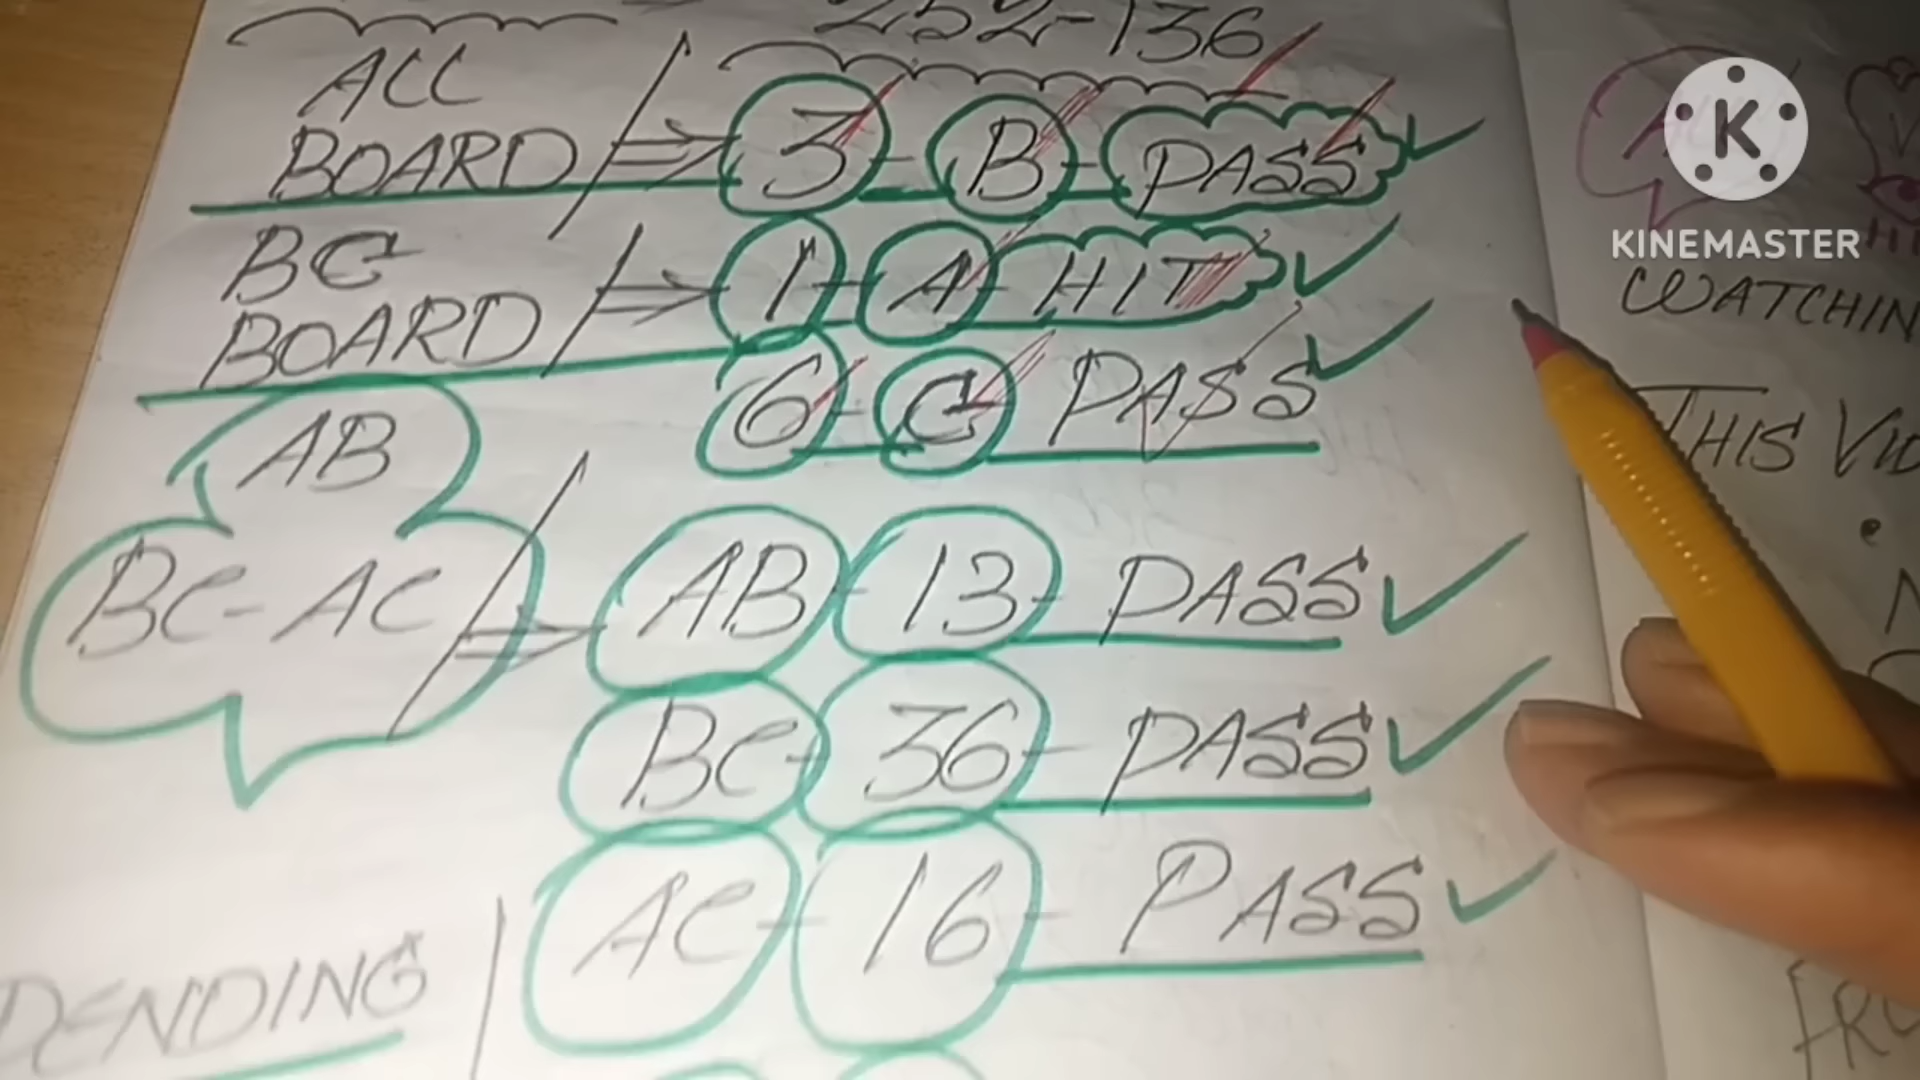 252-136
ALL
BOARD ⇒ 3 - B - PASS ✓
BC
BOARD ⇒ 1 - A - HIT ✓
6 - C PASS ✓
AB
BC - AC ⇒ AB - 13 - PASS ✓
BC - 36 - PASS ✓
AC - 16 - PASS ✓
PENDING
K
KINEMASTER
WATCHIN
THIS VID